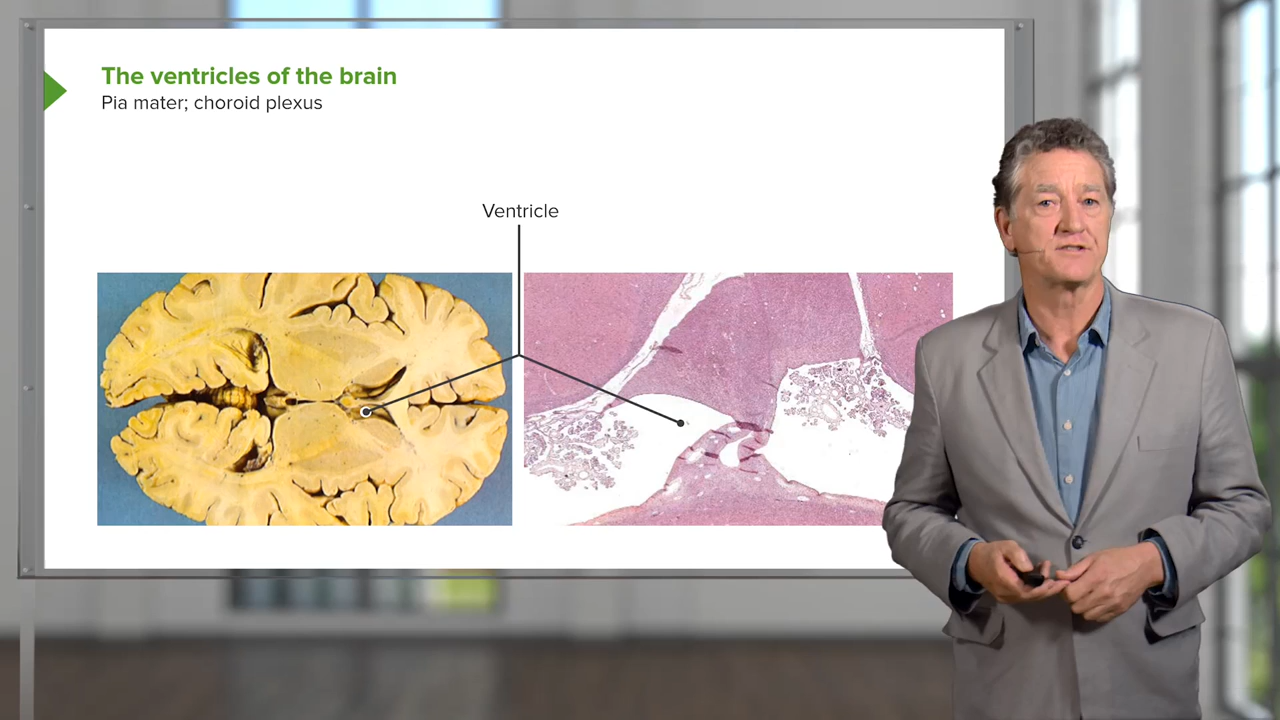 The ventricles of the brain
Pia mater; choroid plexus
Ventricle